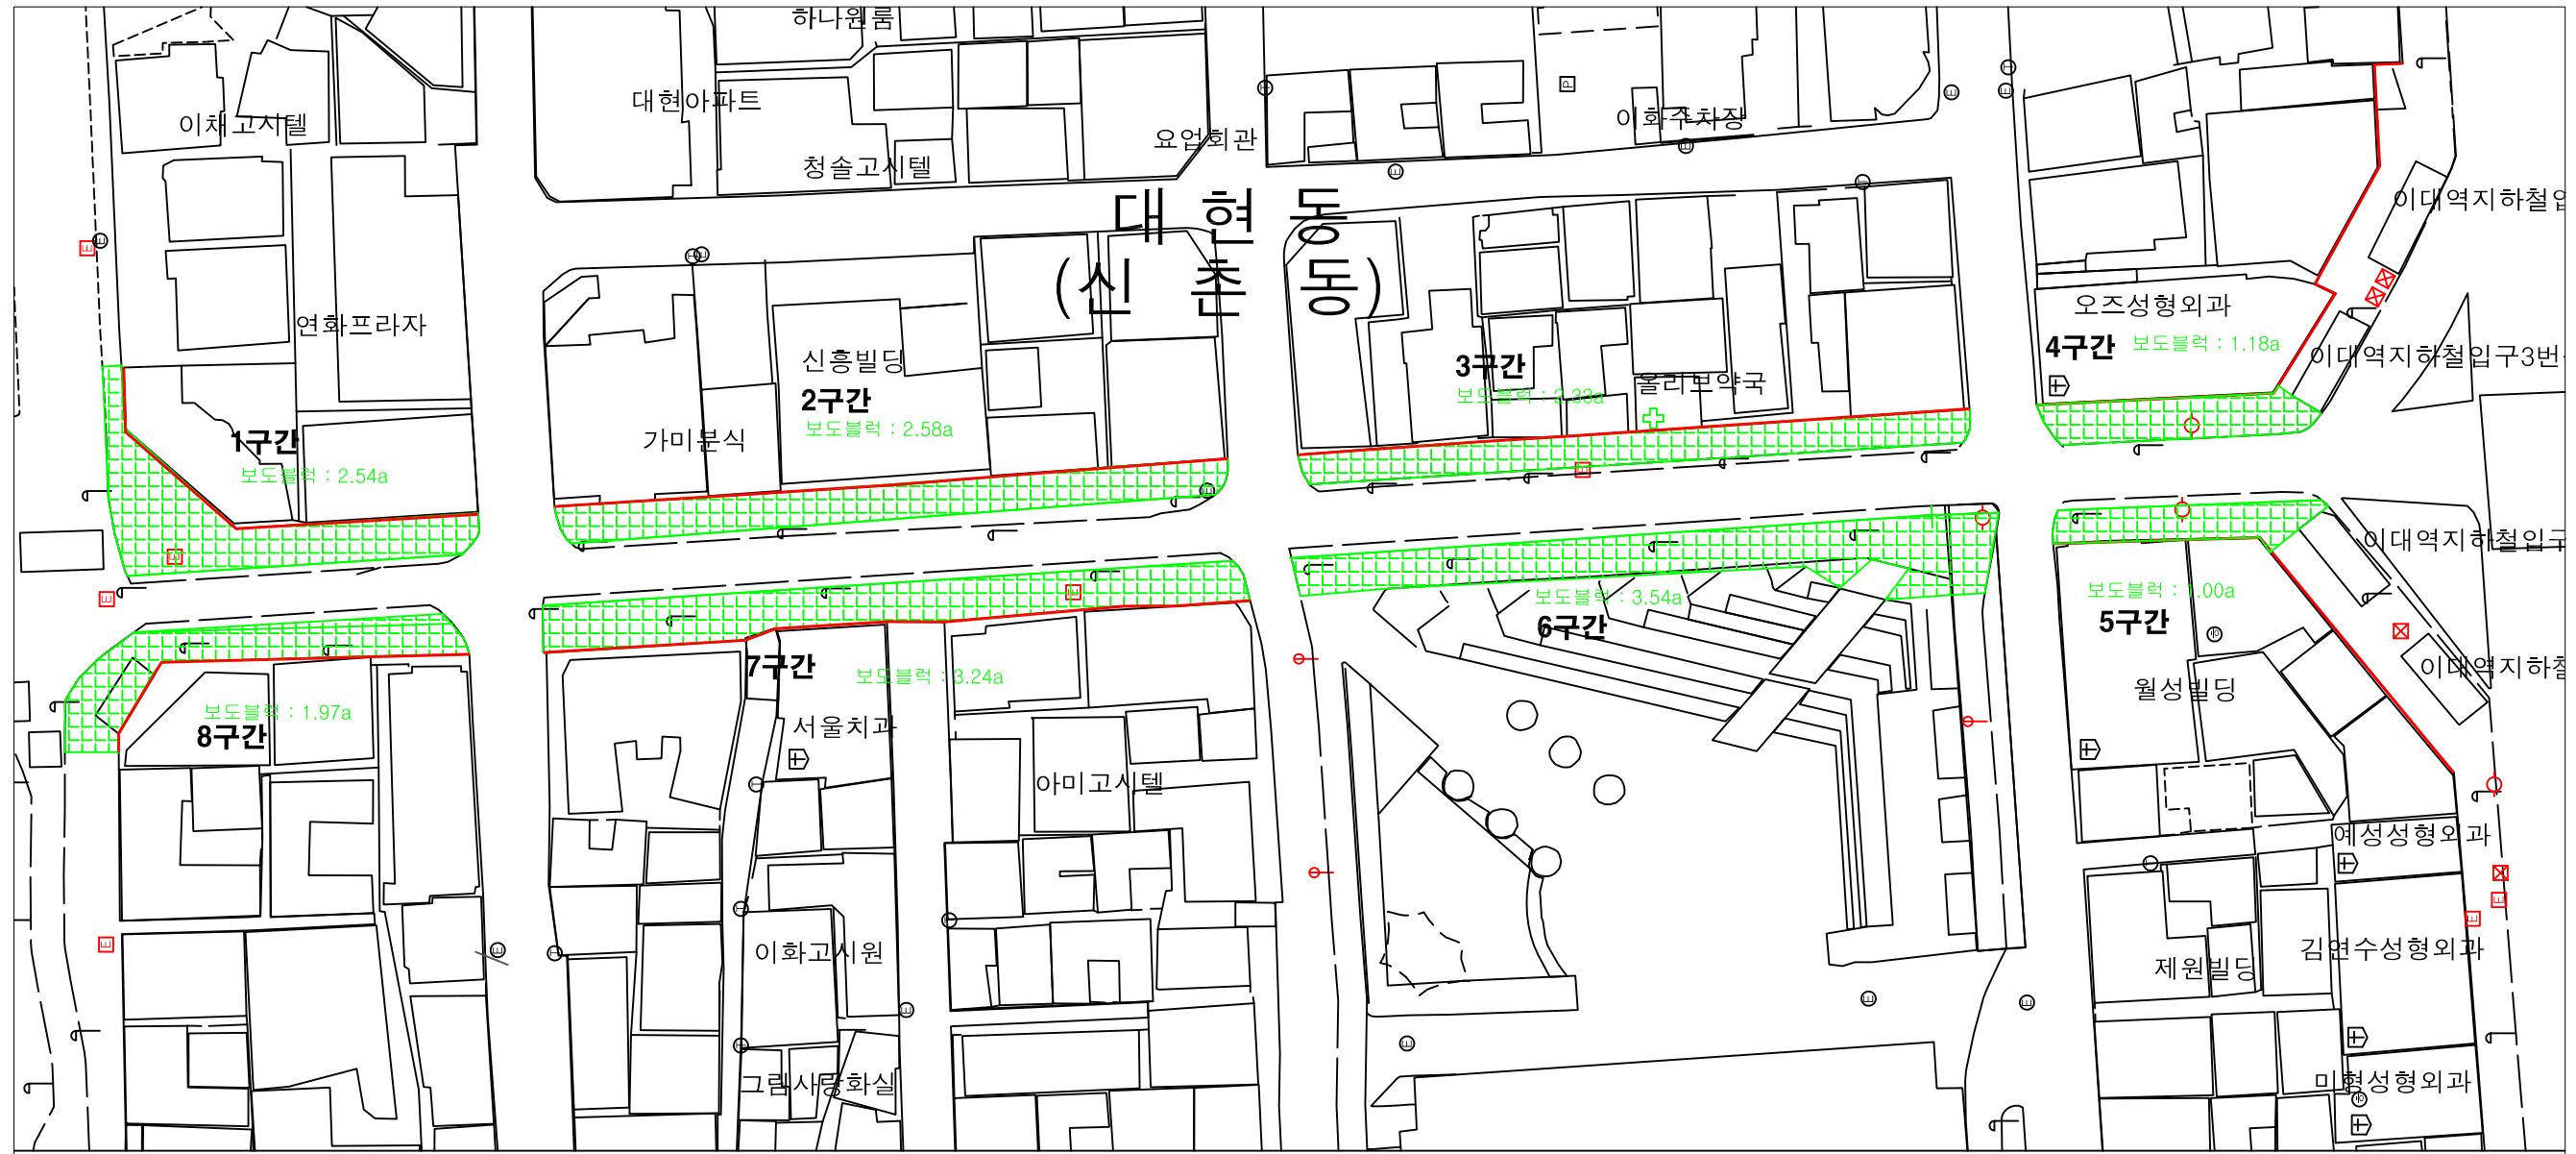 하나원룸
대현아파트
이채고시텔
이화주차장
요업회관
청솔고시텔
대 현 동
(신 촌 동)
이대역지하철입
오즈성형외과
연화프라자
4구간
보도블럭 : 1.18a
이대역지하철입구3번
신흥빌딩
3구간
올리브약국
보도블럭 : 2.33a
2구간
보도블럭 : 2.58a
가미분식
1구간
보도블럭 : 2.54a
이대역지하철입구
보도블럭 : 1.00a
보도블럭 : 3.54a
5구간
6구간
7구간
보도블럭 : 3.24a
이대역지하철
월성빌딩
보도블럭 : 1.97a
8구간
서울치과
아미고시텔
예성성형외과
이화고시원
김연수성형외과
제원빌딩
그림사랑화실
미형성형외과